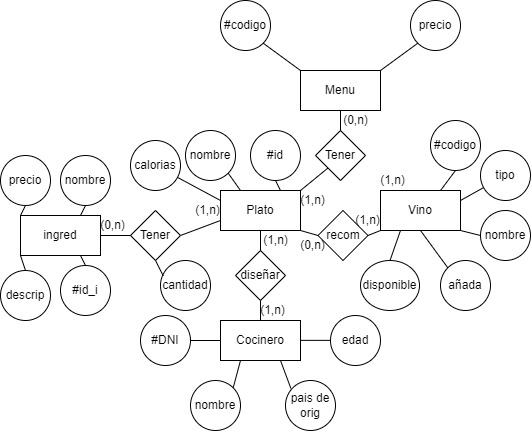 #codigo
precio
Menu
(0,n)
Tener
#codigo
calorias
nombre
#id
tipo
precio
nombre
(1,n)
(1,n)
(1,n)
Plato
Vino
(0,n)
(1,n)
ingred
Tener
recom
nombre
(1,n)
(0,n)
diseñar
descrip
#id_i
cantidad
disponible
añada
(1,n)
#DNI
Cocinero
edad
nombre
pais de
orig